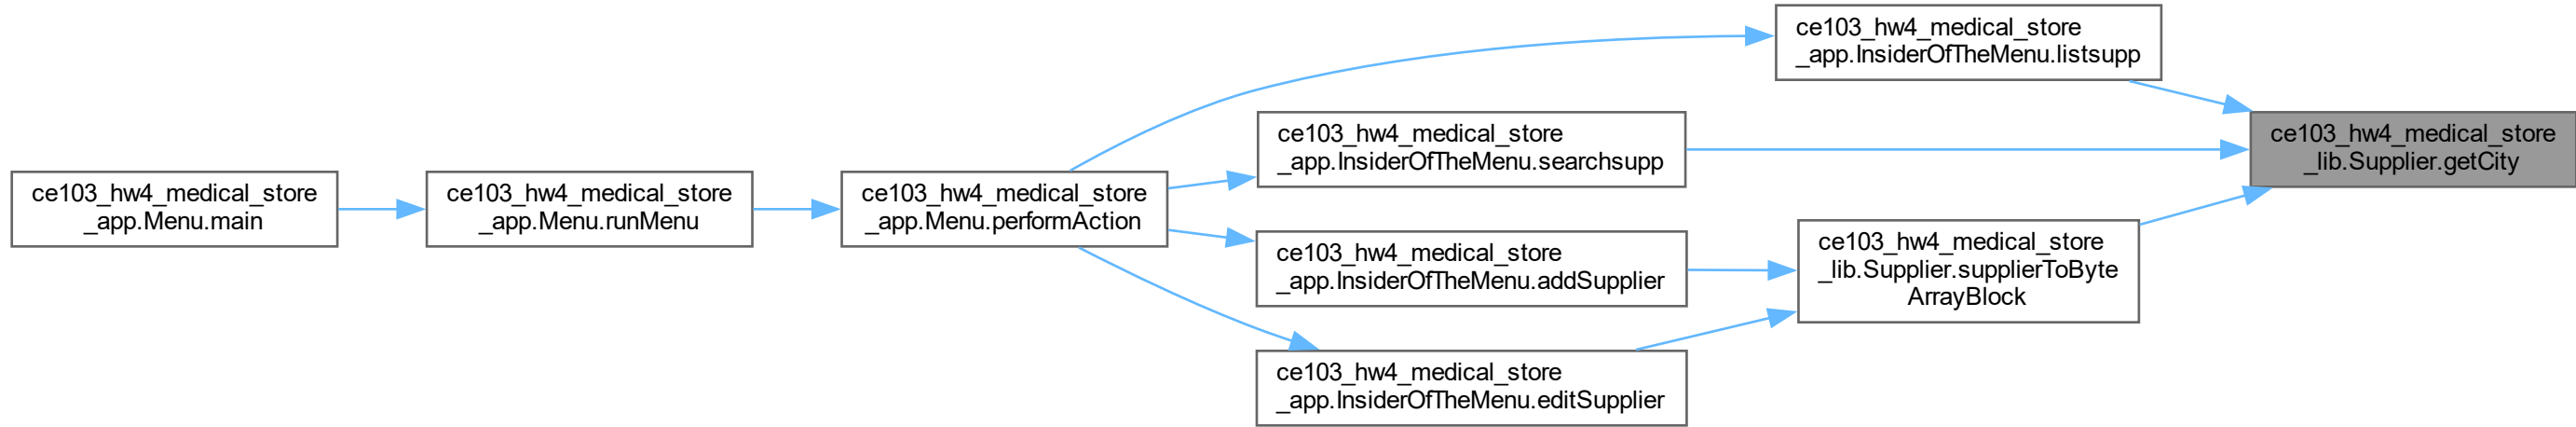 ce103_hw4_medical_store
_app.Menu.main
ce103_hw4_medical_store
_app.Menu.runMenu
ce103_hw4_medical_store
_app.Menu.performAction
ce103_hw4_medical_store
_app.InsiderOfTheMenu.listsupp
ce103_hw4_medical_store
_app.InsiderOfTheMenu.searchsupp
ce103_hw4_medical_store
_app.InsiderOfTheMenu.addSupplier
ce103_hw4_medical_store
_app.InsiderOfTheMenu.editSupplier
ce103_hw4_medical_store
_lib.Supplier.supplierToByte
ArrayBlock
ce103_hw4_medical_store
_lib.Supplier.getCity